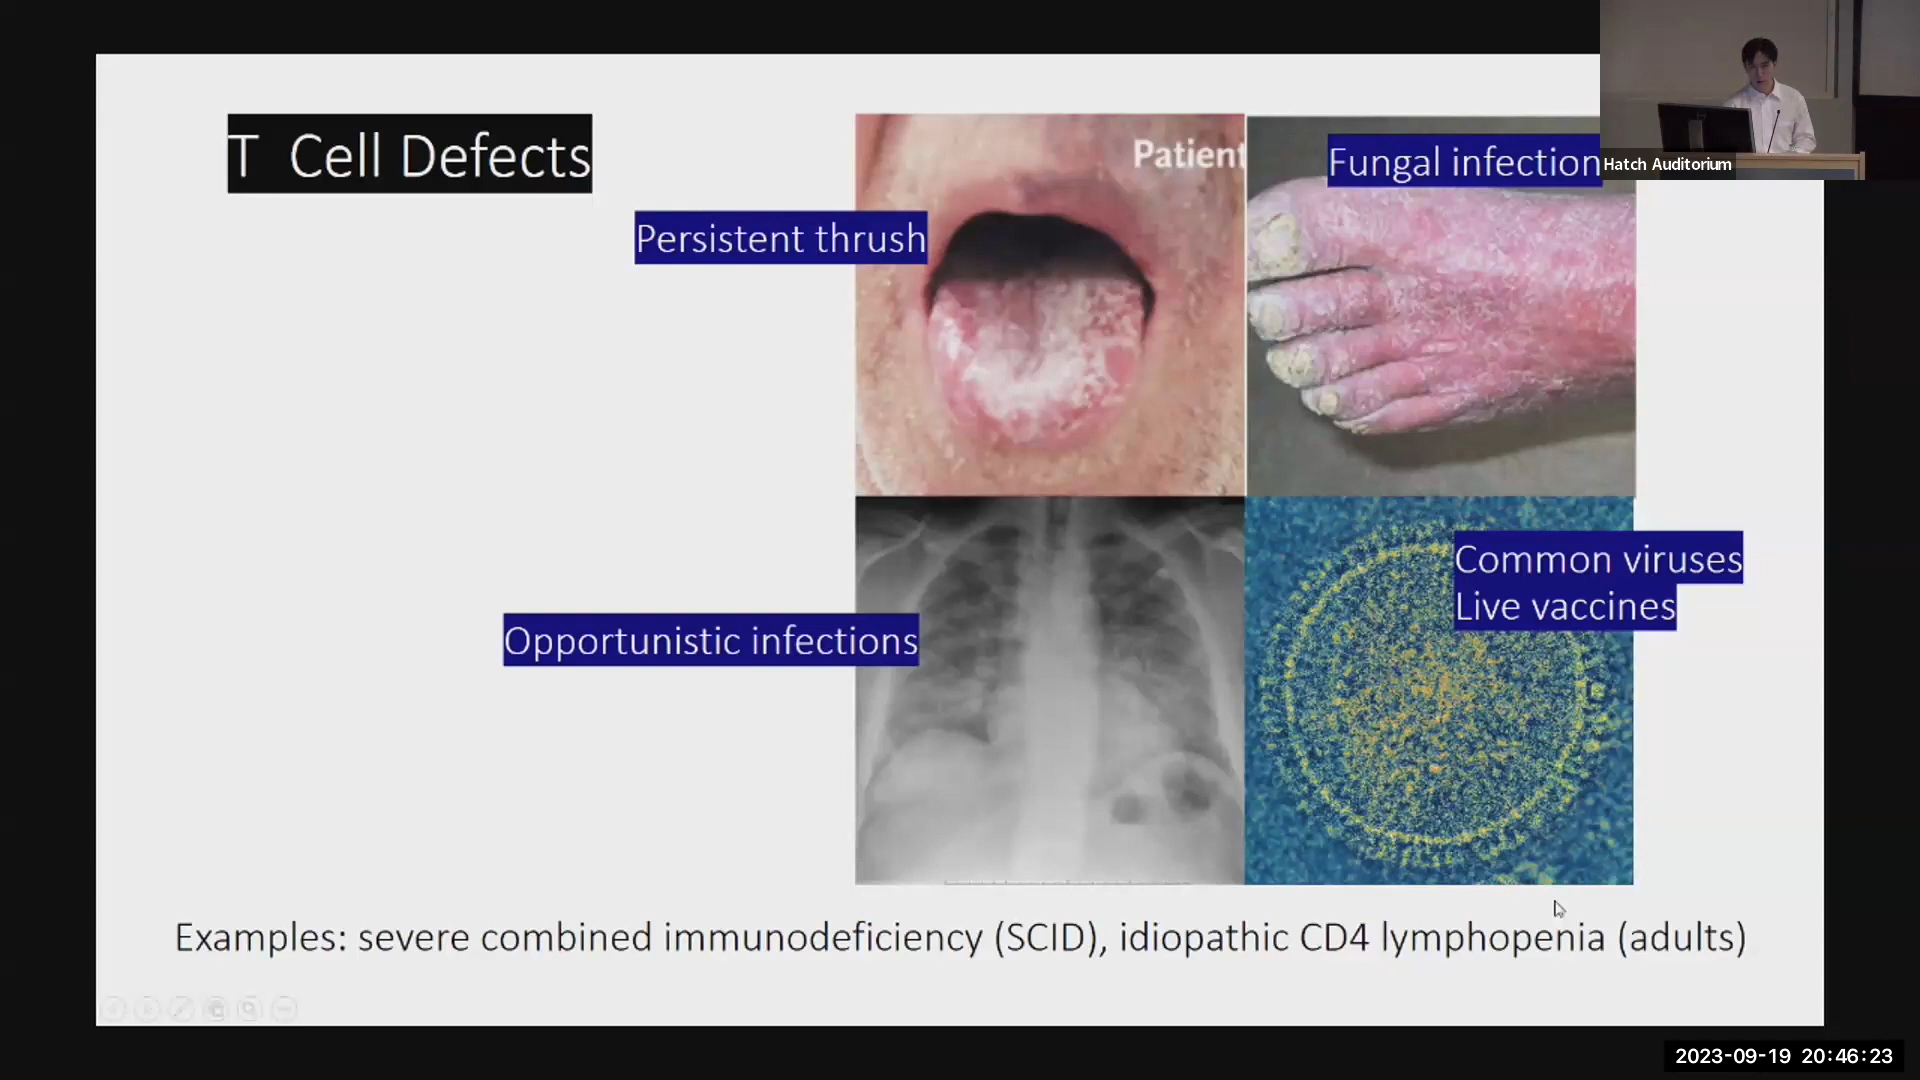 T Cell Defects
Patient
Fungal infection
Hatch Auditorium
Persistent thrush
Common viruses
Live vaccines
Opportunistic infections
Examples: severe combined immunodeficiency (SCID), idiopathic CD4 lymphopenia (adults)
2023-09-19 20:46:23